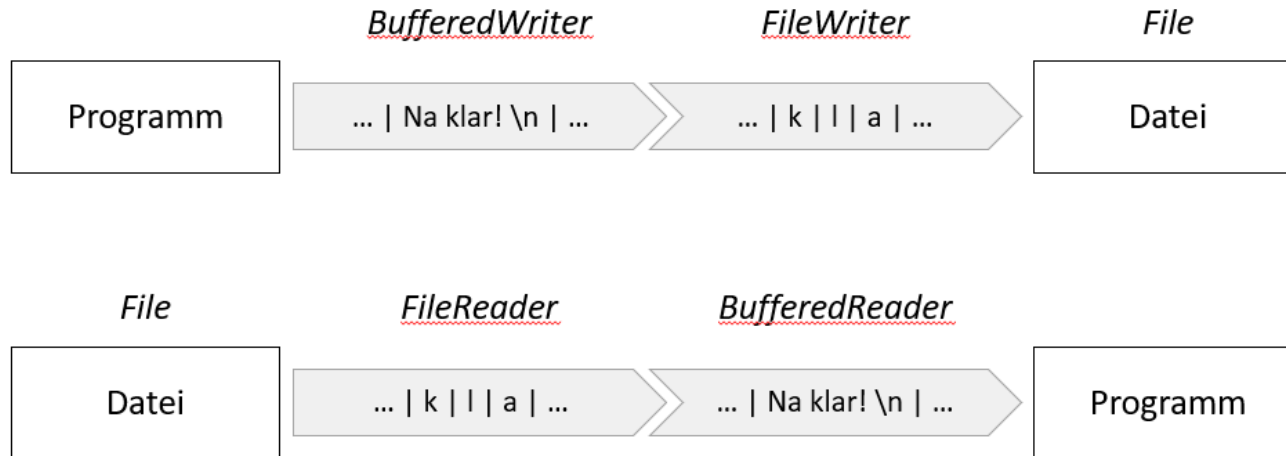 BufferedWriter FileWriter File
Programm … | Na klar! \n | … … | k | l | a | … Datei
File FileReader BufferedReader
Datei … | k | l | a | … … | Na klar! \n | … Programm